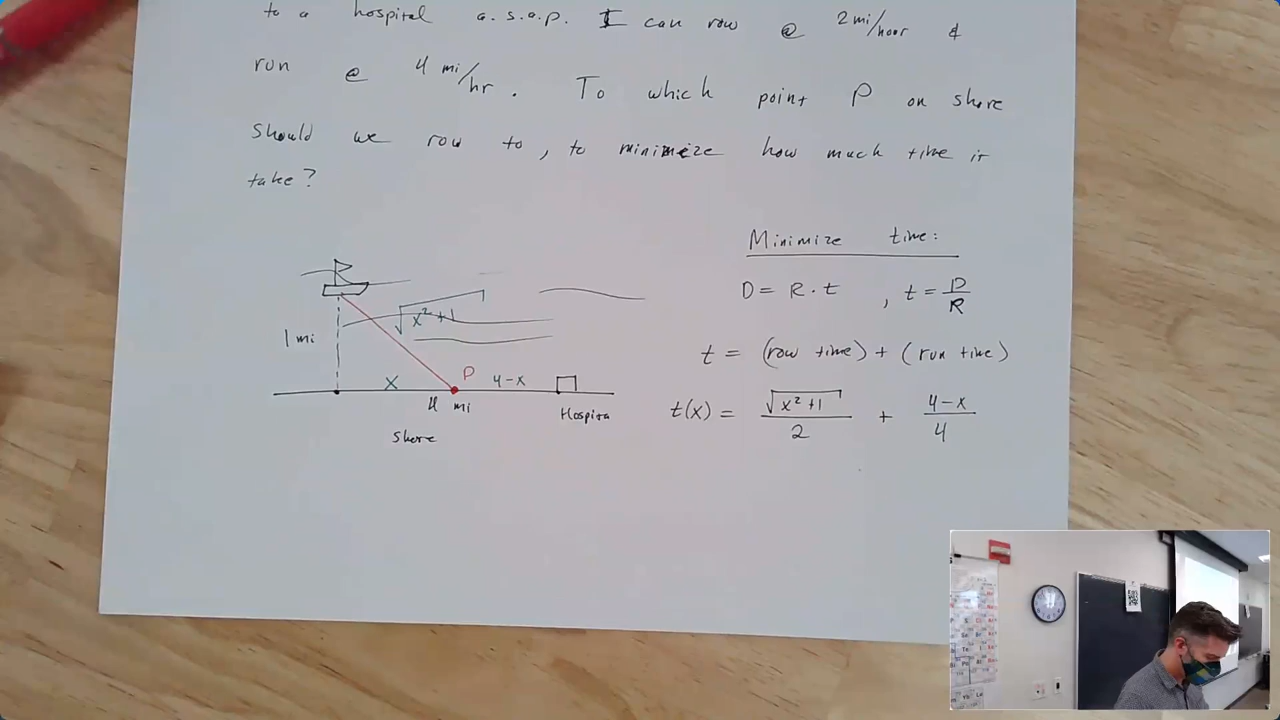 to a hospital a.s.a.p. I can row @ 2 mi/hour &
run @ 4 mi/hr. To which point P on shore
should we row to, to minimize how much time it
take?
Minimize time:
D = R · t , t = D/R
√x²+1
1 mi
t = (row time) + (run time)
P
x 4-x
4 mi
Hospita
shore
t(x) = √x²+1/2 + 4-x/4